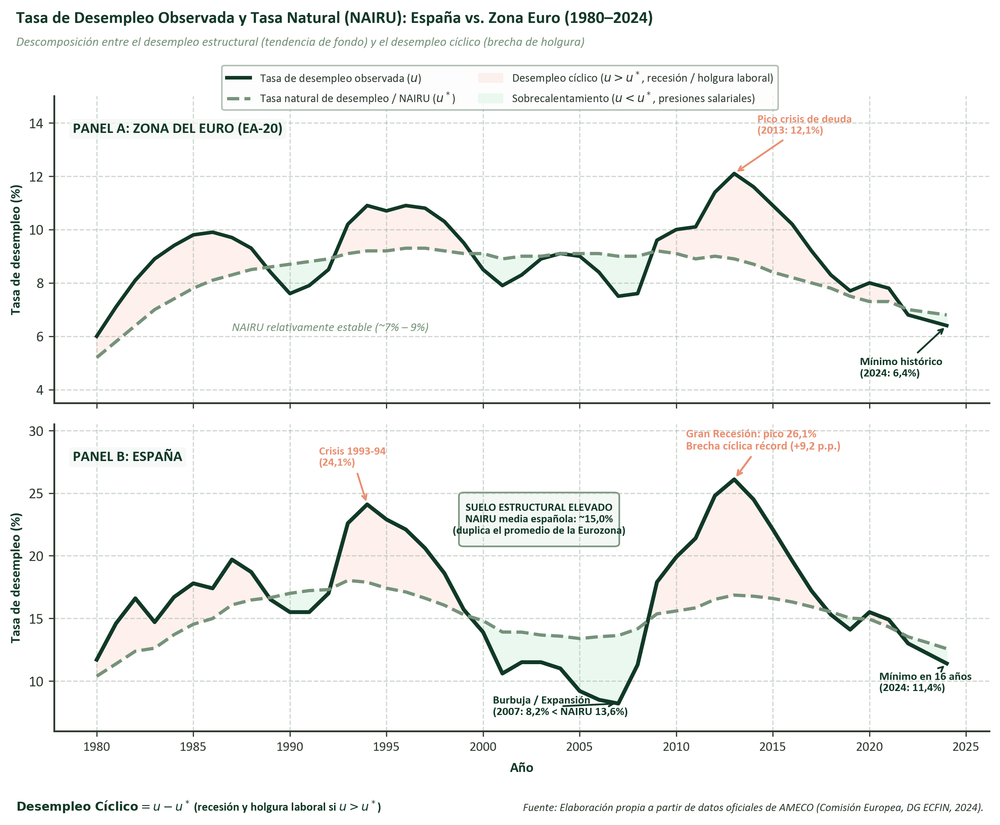 Tasa de Desempleo Observada y Tasa Natural (NAIRU): España vs. Zona Euro (1980–2024)
Descomposición entre el desempleo estructural (tendencia de fondo) y el desempleo cíclico (brecha de holgura)
Tasa de desempleo observada (u)
Tasa natural de desempleo / NAIRU (u*)
Desempleo cíclico (u > u*, recesión / holgura laboral)
Sobrecalentamiento (u < u*, presiones salariales)
PANEL A: ZONA DEL EURO (EA-20)
Tasa de desempleo (%)
14
12
10
8
6
4
Pico crisis de deuda
(2013: 12,1%)
NAIRU relativamente estable (~7% – 9%)
Mínimo histórico
(2024: 6,4%)
PANEL B: ESPAÑA
Tasa de desempleo (%)
30
25
20
15
10
Crisis 1993-94
(24,1%)
Gran Recesión: pico 26,1%
Brecha cíclica récord (+9,2 p.p.)
SUELO ESTRUCTURAL ELEVADO
NAIRU media española: ~15,0%
(duplica el promedio de la Eurozona)
Burbuja / Expansión
(2007: 8,2% < NAIRU 13,6%)
Mínimo en 16 años
(2024: 11,4%)
1980 1985 1990 1995 2000 2005 2010 2015 2020 2025
Año
Desempleo Cíclico = u − u* (recesión y holgura laboral si u > u*)
Fuente: Elaboración propia a partir de datos oficiales de AMECO (Comisión Europea, DG ECFIN, 2024).